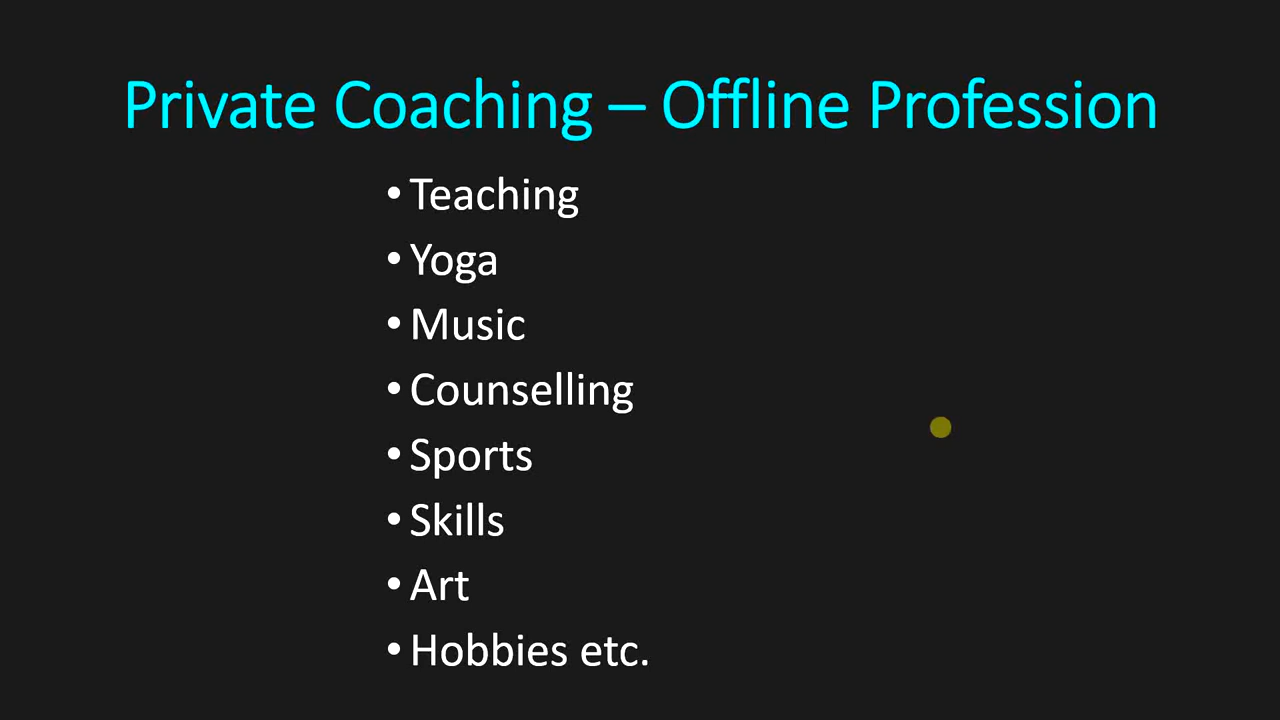 Private Coaching – Offline Profession
• Teaching
• Yoga
• Music
• Counselling
• Sports
• Skills
• Art
• Hobbies etc.